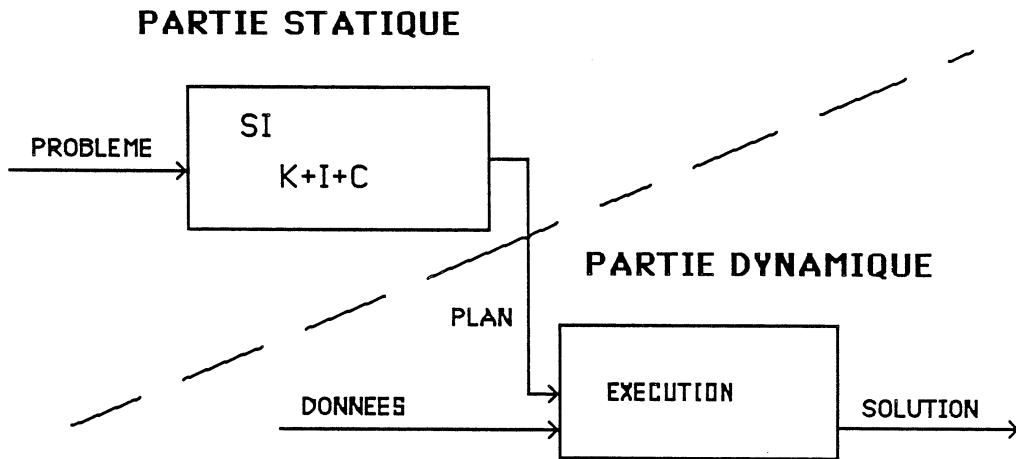 PARTIE STATIQUE
SI
PROBLEME
K+I+C
PARTIE DYNAMIQUE
PLAN
EXECUTION
DONNEES
SOLUTION